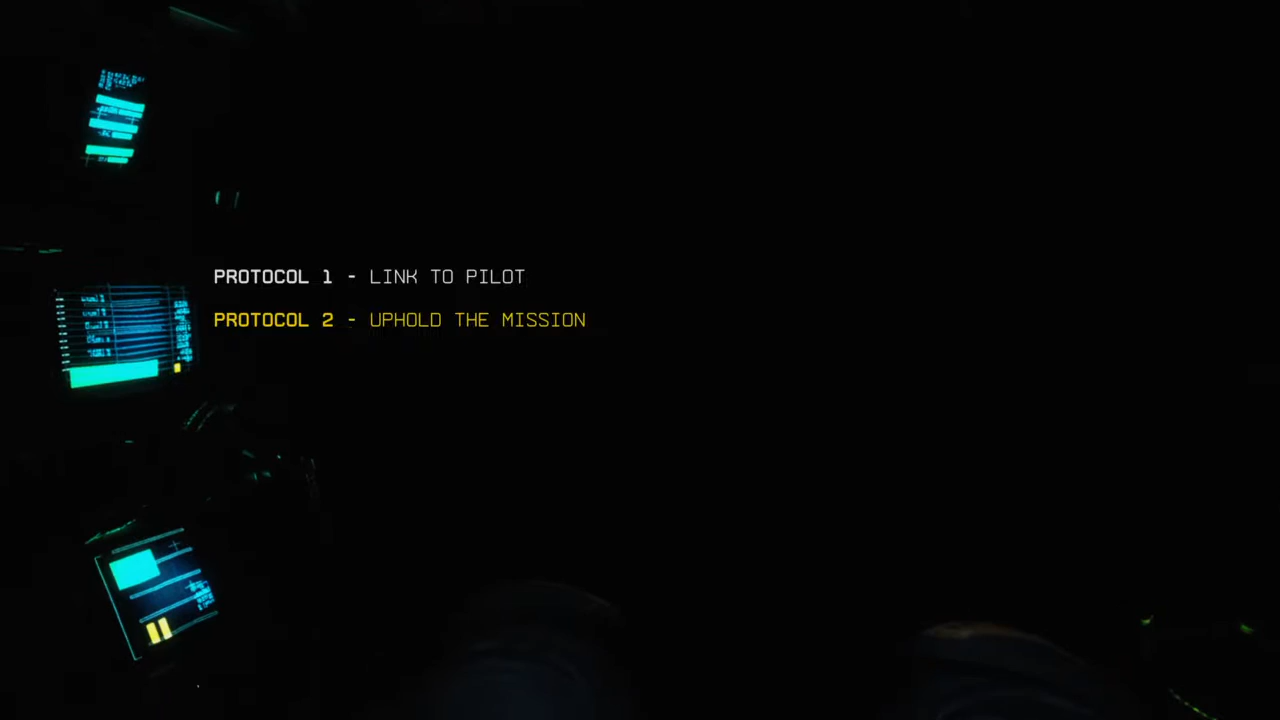 PROTOCOL 1 - LINK TO PILOT
PROTOCOL 2 - UPHOLD THE MISSION